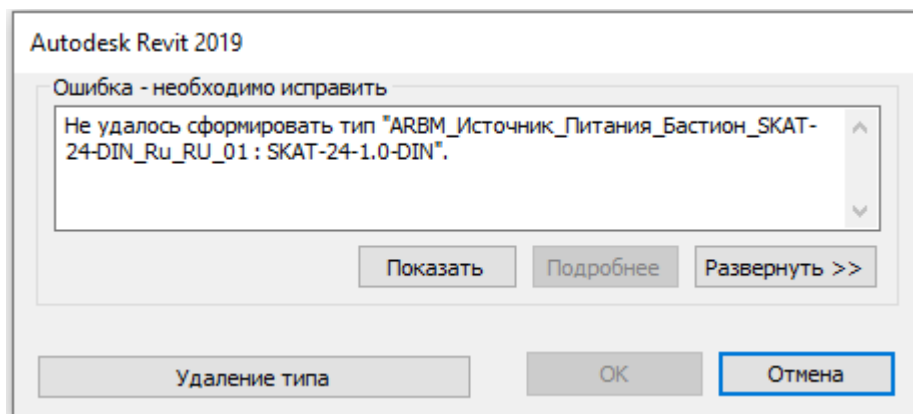 Autodesk Revit 2019
Ошибка - необходимо исправить
Не удалось сформировать тип "ARBM_Источник_Питания_Бастион_SKAT-
24-DIN_Ru_RU_01 : SKAT-24-1.0-DIN".
Показать Подробнее Развернуть >>
Удаление типа ОК Отмена